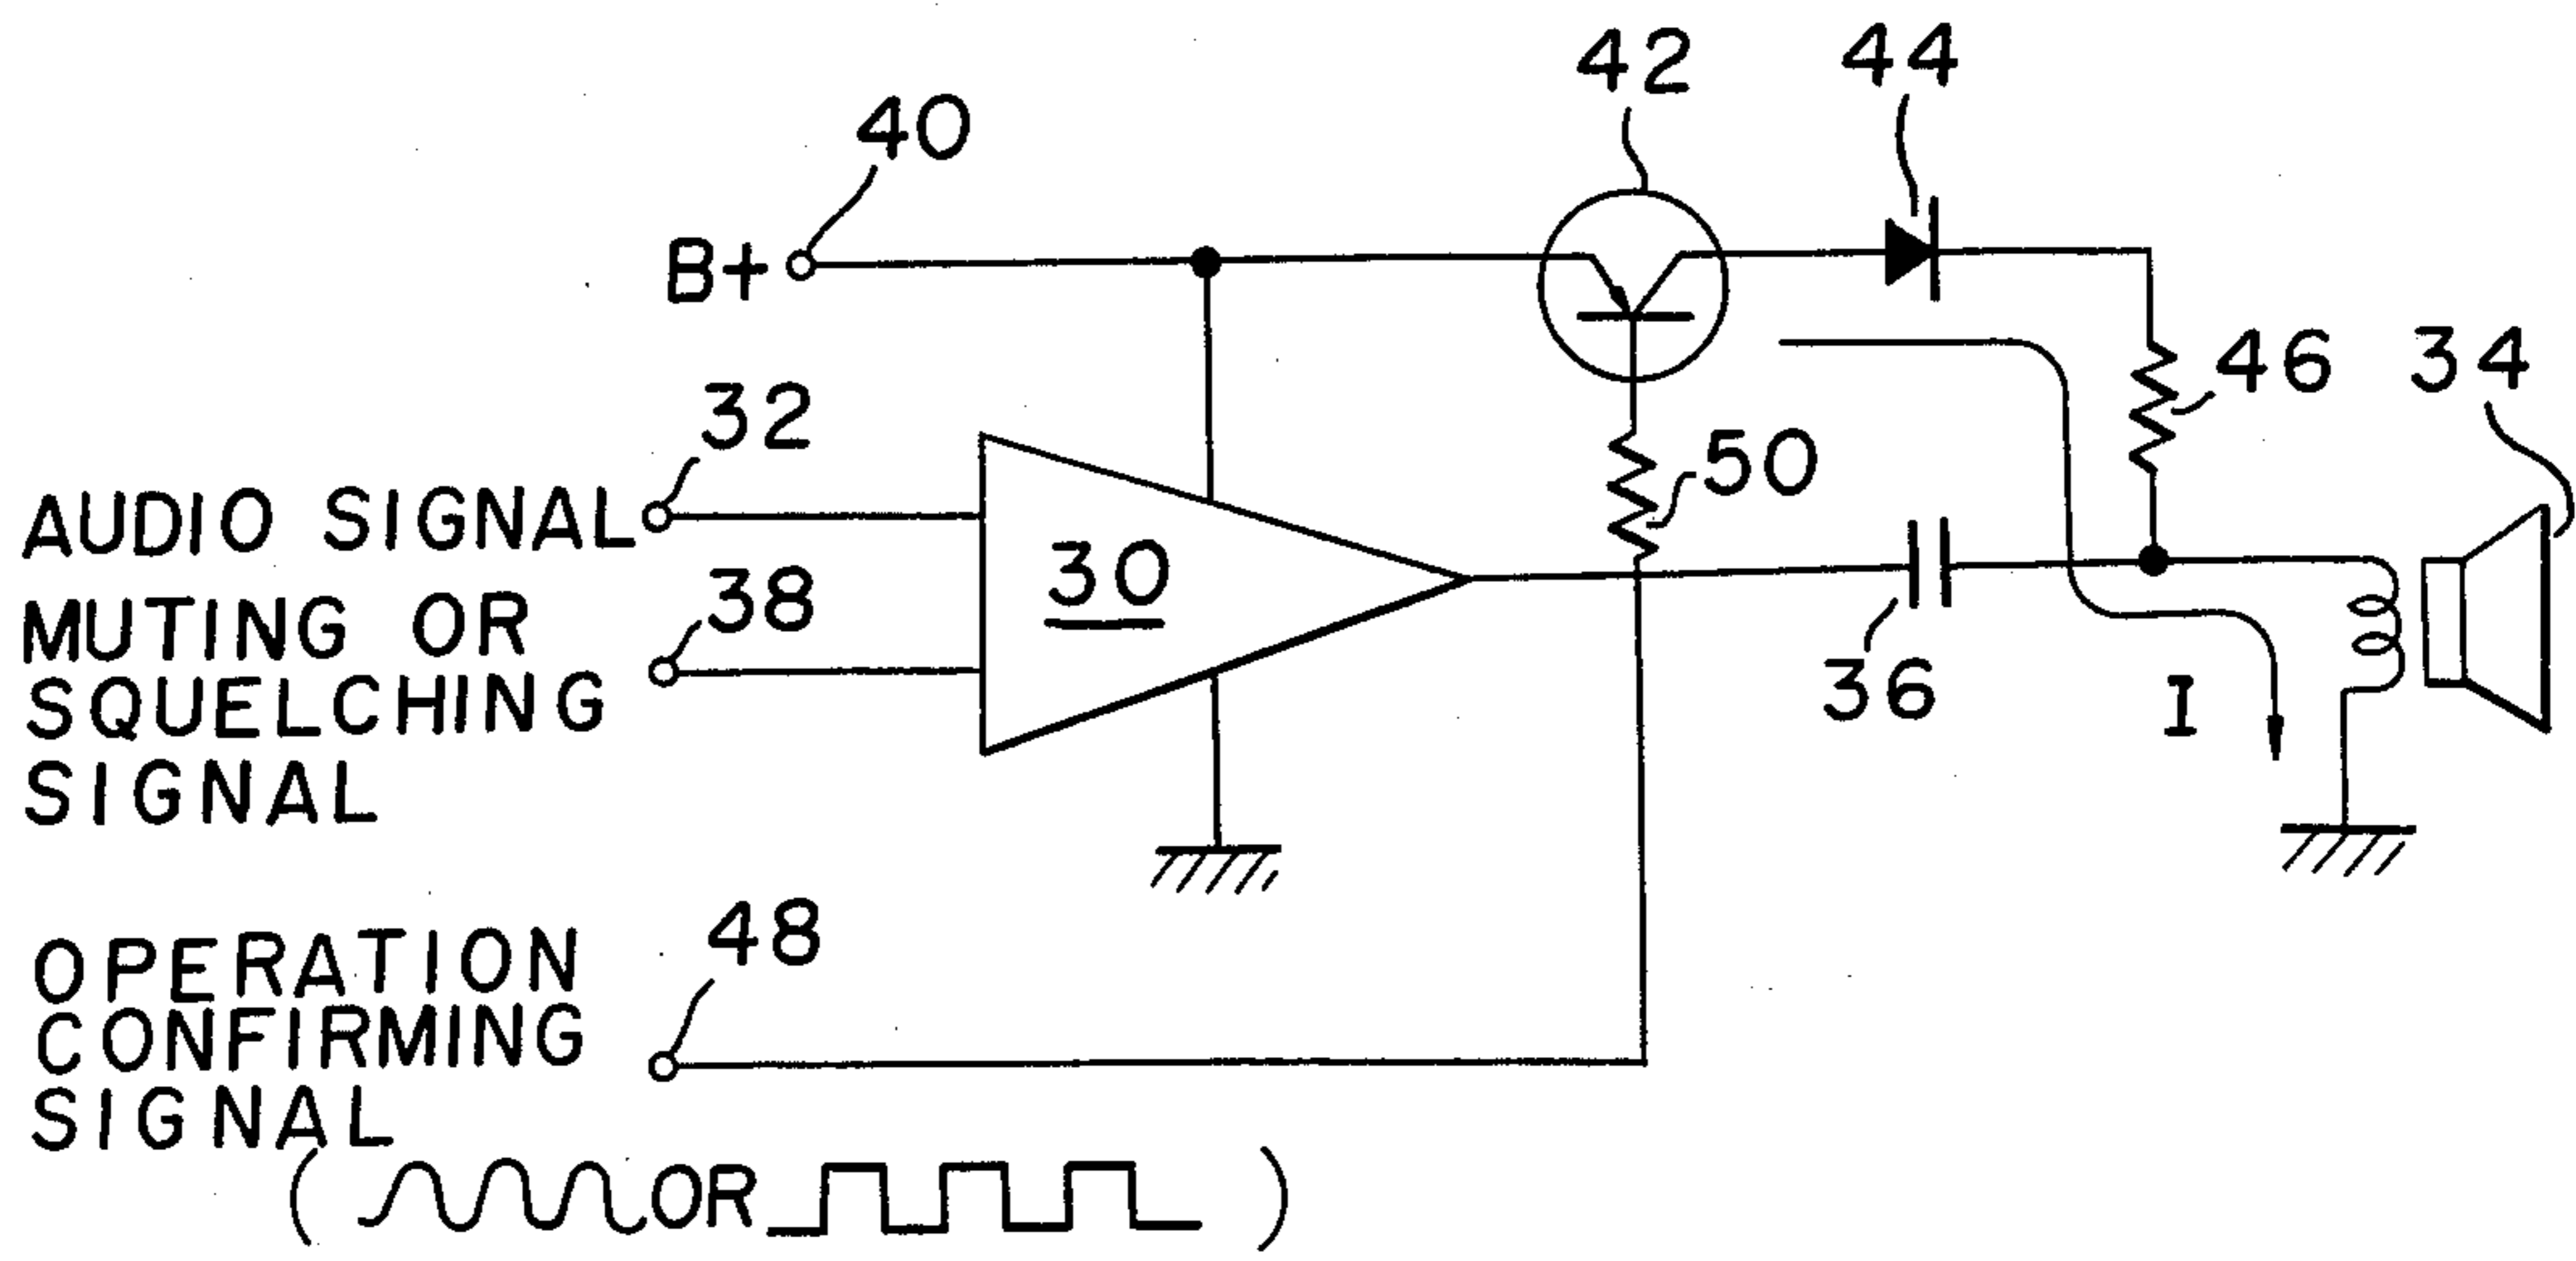 42
44
40
B+
46
34
32
50
AUDIO SIGNAL
30
38
MUTING OR
SQUELCHING
SIGNAL
36
I
48
OPERATION
CONFIRMING
SIGNAL
( OR )